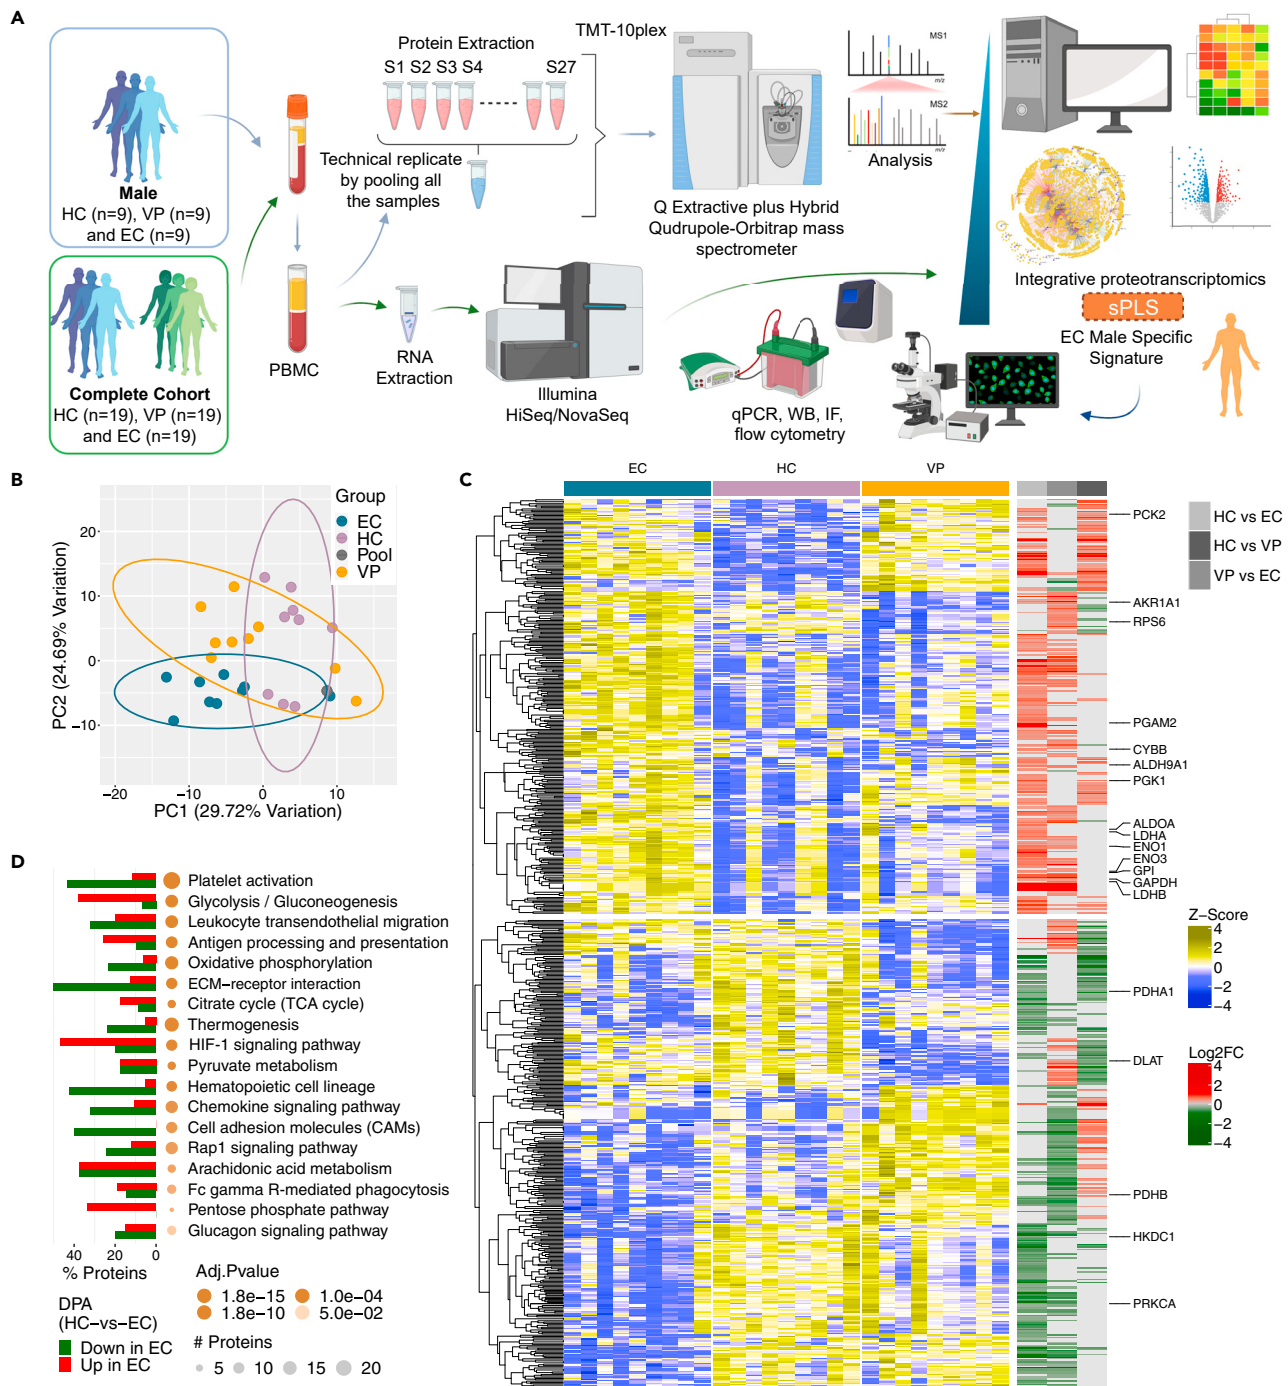 A
Male
HC (n=9), VP (n=9)
and EC (n=9)
Complete Cohort
HC (n=19), VP (n=19)
and EC (n=19)
PBMC
Protein Extraction
S1 S2 S3 S4
S27
Technical replicate
by pooling all
the samples
RNA
Extraction
TMT-10plex
Q Extractive plus Hybrid
Qudrupole-Orbitrap mass
spectrometer
Illumina
HiSeq/NovaSeq
MS1
m/z
MS2
m/z
Analysis
qPCR, WB, IF,
flow cytometry
Integrative proteotranscriptomics
sPLS
EC Male Specific
Signature
B
Group
EC
HC
Pool
VP
PC2 (24.69% Variation)
20
10
0
−10
−20
−10
0
10
PC1 (29.72% Variation)
C
EC
HC
VP
HC vs EC
HC vs VP
VP vs EC
PCK2
AKR1A1
RPS6
PGAM2
CYBB
ALDH9A1
PGK1
ALDOA
LDHA
ENO1
ENO3
GPI
GAPDH
LDHB
PDHA1
DLAT
PDHB
HKDC1
PRKCA
Z−Score
4
2
0
−2
−4
Log2FC
4
2
0
−2
−4
D
Platelet activation
Glycolysis / Gluconeogenesis
Leukocyte transendothelial migration
Antigen processing and presentation
Oxidative phosphorylation
ECM−receptor interaction
Citrate cycle (TCA cycle)
Thermogenesis
HIF-1 signaling pathway
Pyruvate metabolism
Hematopoietic cell lineage
Chemokine signaling pathway
Cell adhesion molecules (CAMs)
Rap1 signaling pathway
Arachidonic acid metabolism
Fc gamma R-mediated phagocytosis
Pentose phosphate pathway
Glucagon signaling pathway
40
20
0
% Proteins
DPA
(HC−vs−EC)
Down in EC
Up in EC
Adj.Pvalue
1.8e−15
1.0e−04
1.8e−10
5.0e−02
# Proteins
5
10
15
20